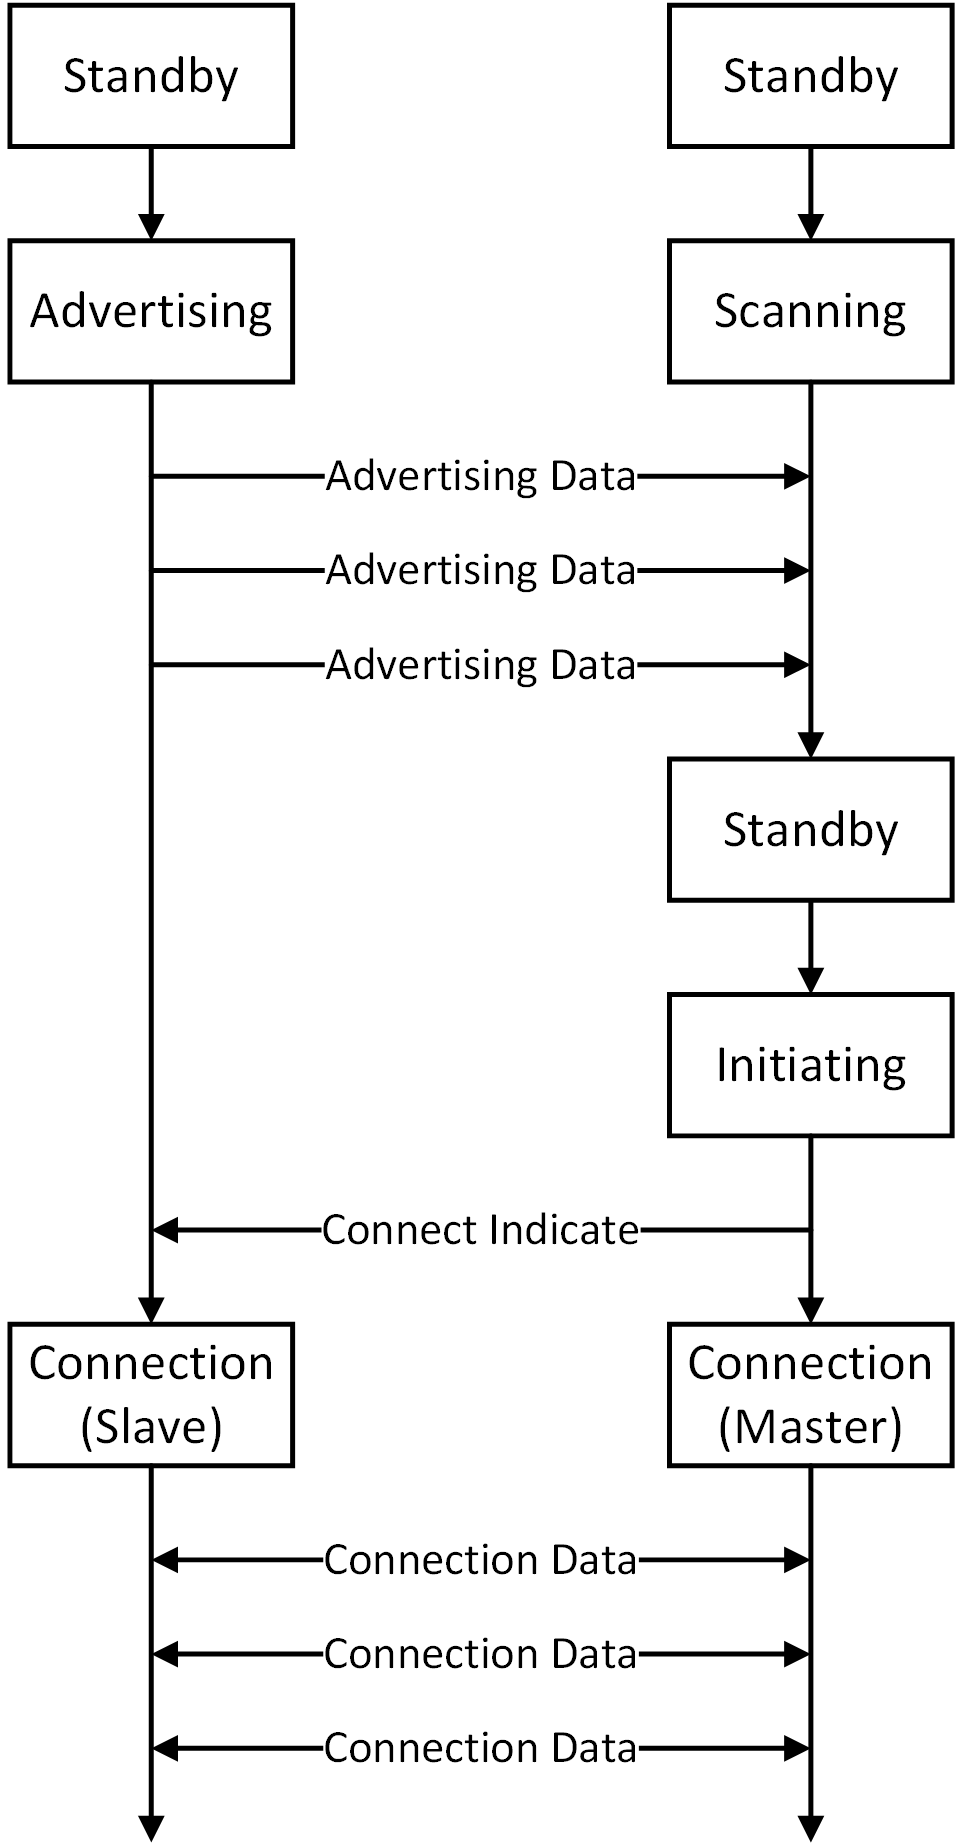 Standby
Standby
Advertising
Scanning
Advertising Data
Advertising Data
Advertising Data
Standby
Initiating
Connect Indicate
Connection
(Slave)
Connection
(Master)
Connection Data
Connection Data
Connection Data